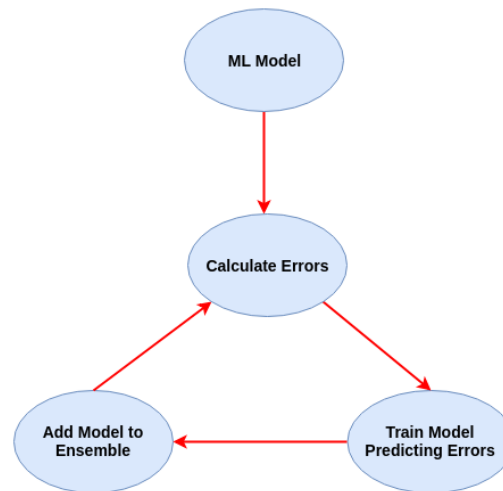 ML Model
Calculate Errors
Add Model to
Ensemble
Train Model
Predicting Errors